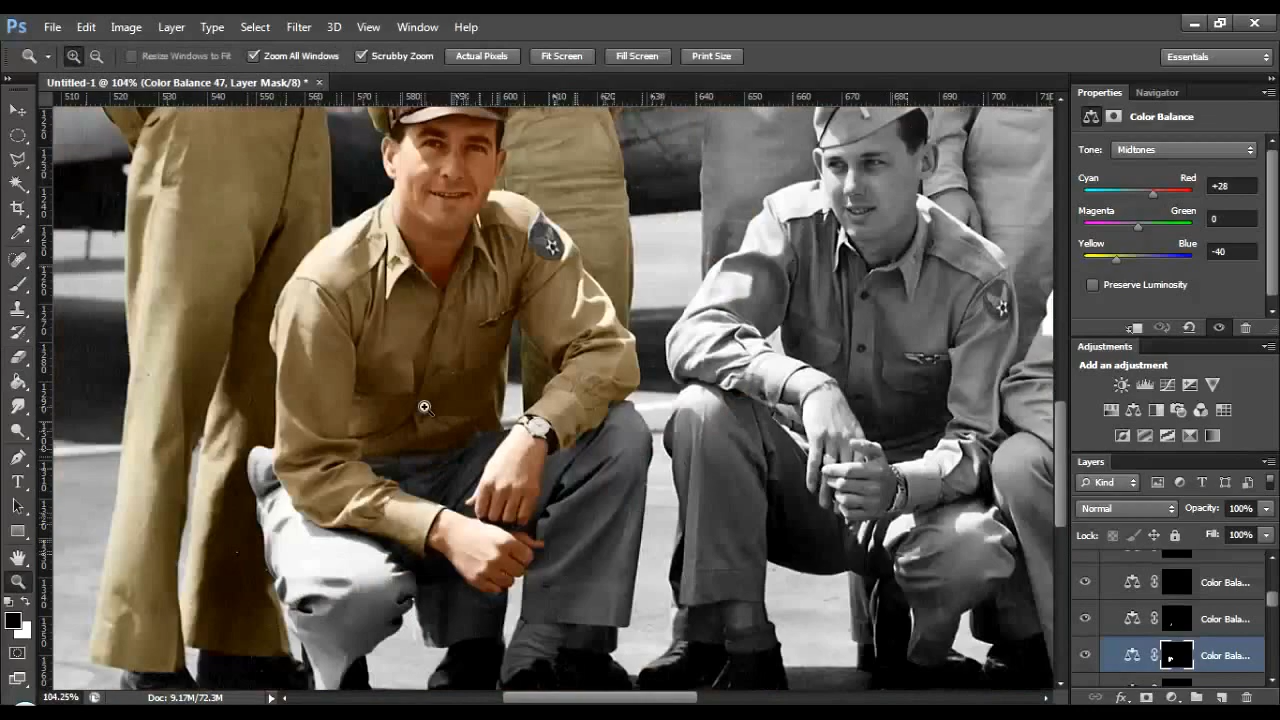 Ps File Edit Image Layer Type Select Filter 3D View Window Help
Resize Windows to Fit Zoom All Windows Scrubby Zoom Actual Pixels Fit Screen Fill Screen Print Size Essentials
Untitled-1 @ 104% (Color Balance 47, Layer Mask/8) * ×
510 520 530 540 550 560 570 580 590 600 610 620 630 640 650 660 670 680 690 700 710
Properties Navigator
Color Balance
Tone: Midtones
Cyan Red +28
Magenta Green 0
Yellow Blue -40
Preserve Luminosity
Adjustments
Add an adjustment
Layers
Kind
Normal Opacity: 100%
Lock: Fill: 100%
Color Bala...
Color Bala...
Color Bala...
104.25% Doc: 9.17M/72.3M